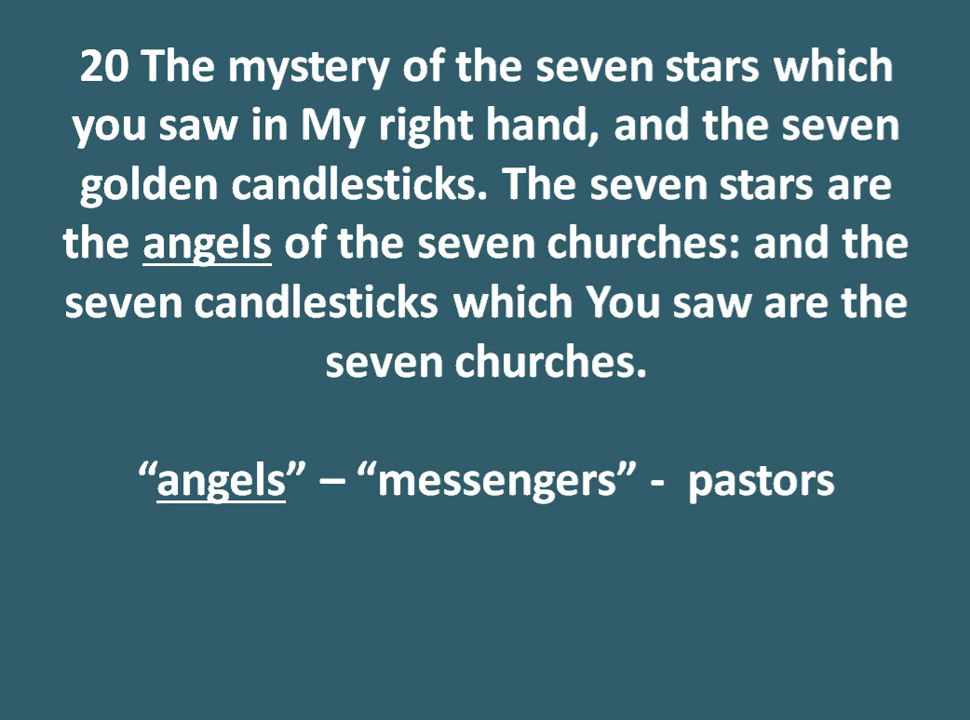 20 The mystery of the seven stars which
you saw in My right hand, and the seven
golden candlesticks. The seven stars are
the angels of the seven churches: and the
seven candlesticks which You saw are the
seven churches.
“angels” – “messengers” -  pastors